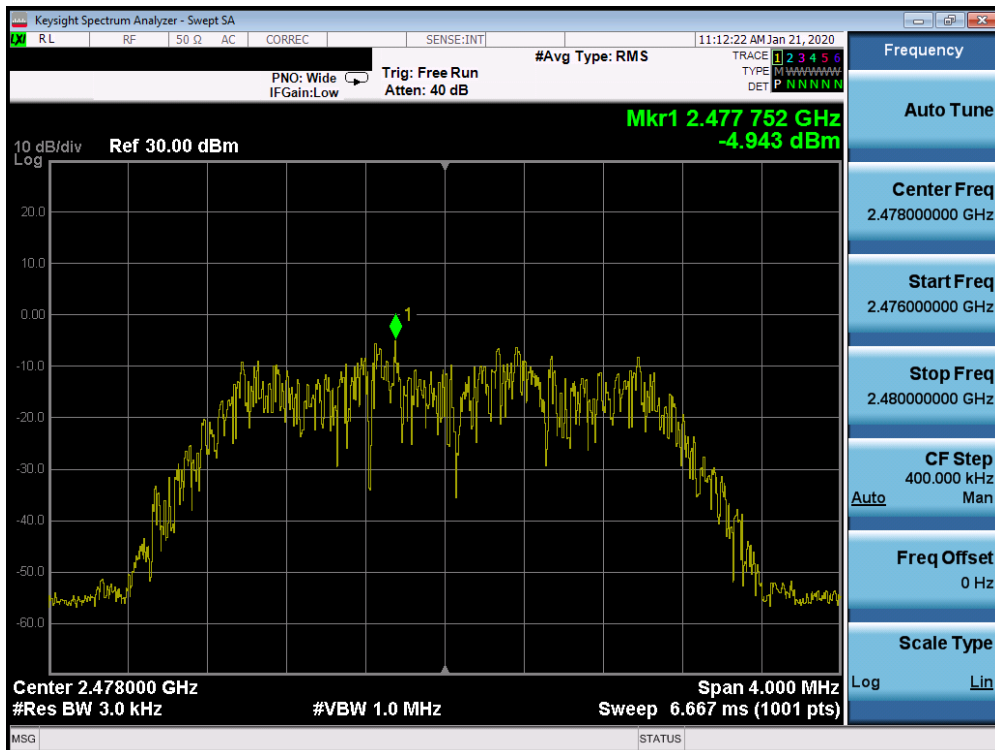 Keysight Spectrum Analyzer - Swept SA
LXI RL RF 50 Ω AC CORREC SENSE:INT 11:12:22 AM Jan 21, 2020
#Avg Type: RMS TRACE 1 2 3 4 5 6
PNO: Wide Trig: Free Run TYPE M WWWWW
IFGain:Low Atten: 40 dB DET P N N N N N
Mkr1 2.477 752 GHz
-4.943 dBm
10 dB/div Ref 30.00 dBm
Log
20.0
10.0
0.00
1
-10.0
-20.0
-30.0
-40.0
-50.0
-60.0
Center 2.478000 GHz Span 4.000 MHz
#Res BW 3.0 kHz #VBW 1.0 MHz Sweep 6.667 ms (1001 pts)
MSG STATUS
Frequency
Auto Tune
Center Freq
2.478000000 GHz
Start Freq
2.476000000 GHz
Stop Freq
2.480000000 GHz
CF Step
400.000 kHz
Auto Man
Freq Offset
0 Hz
Scale Type
Log Lin